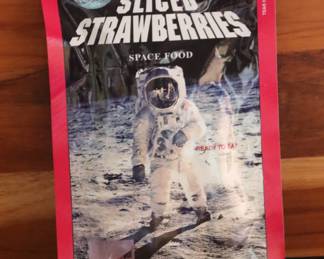 SLICED
STRAWBERRIES
SPACE FOOD
READY TO EAT